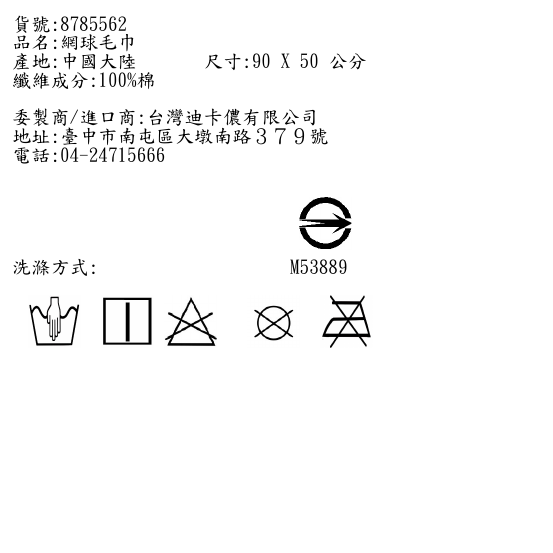 貨號:8785562
品名:網球毛巾
產地:中國大陸 尺寸:90 X 50 公分
纖維成分:100%棉
委製商/進口商:台灣迪卡儂有限公司
地址:臺中市南屯區大墩南路379號
電話:04-24715666
洗滌方式: M53889